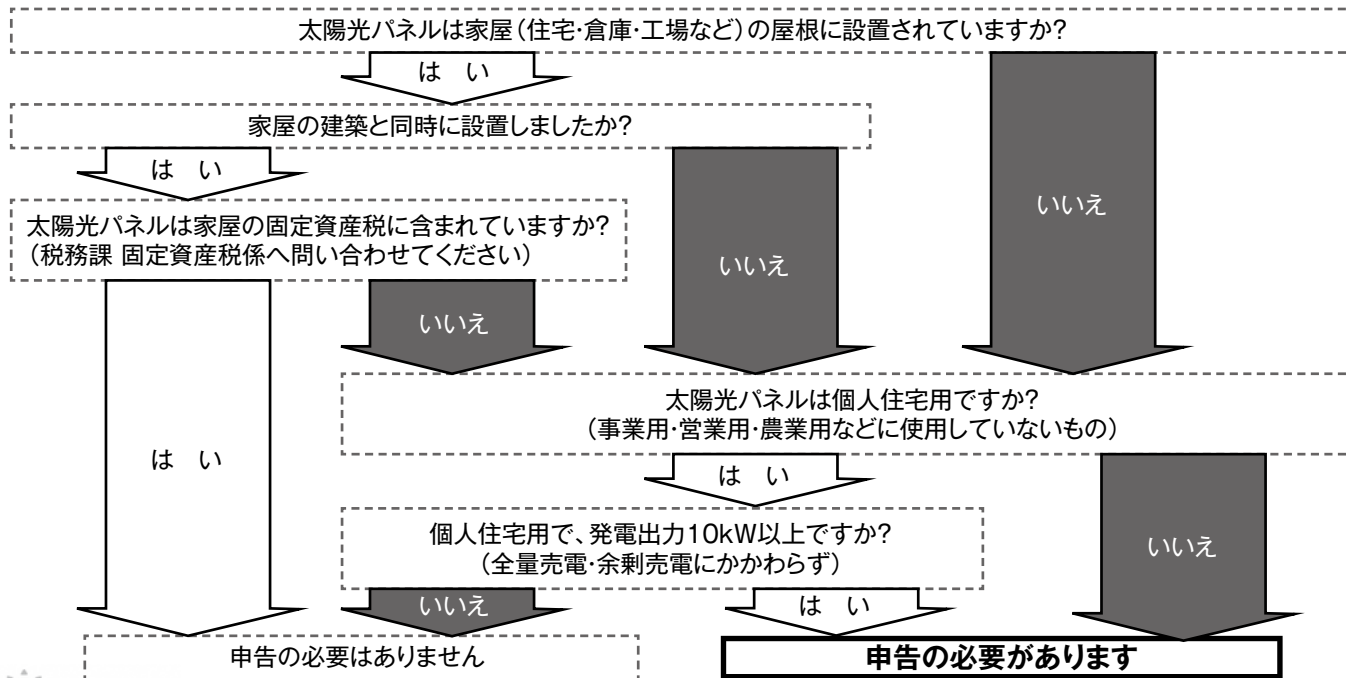 太陽光パネルは家屋(住宅・倉庫・工場など)の屋根に設置されていますか?
は い
いいえ
家屋の建築と同時に設置しましたか?
は い
いいえ
太陽光パネルは家屋の固定資産税に含まれていますか?
(税務課 固定資産税係へ問い合わせてください)
は い
いいえ
太陽光パネルは個人住宅用ですか?
(事業用・営業用・農業用などに使用していないもの)
は い
いいえ
個人住宅用で、発電出力10kW以上ですか?
(全量売電・余剰売電にかかわらず)
いいえ
は い
申告の必要はありません
申告の必要があります